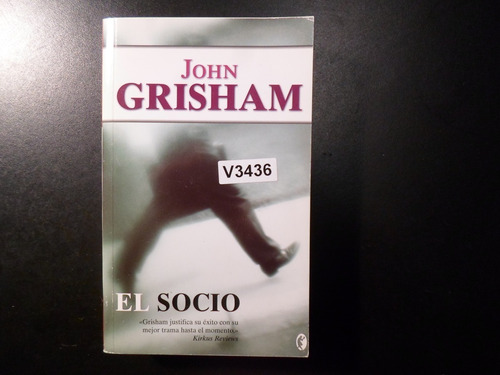 JOHN
GRISHAM
V3436
EL SOCIO
«Grisham justifica su éxito con su
mejor trama hasta el momento.»
Kirkus Reviews